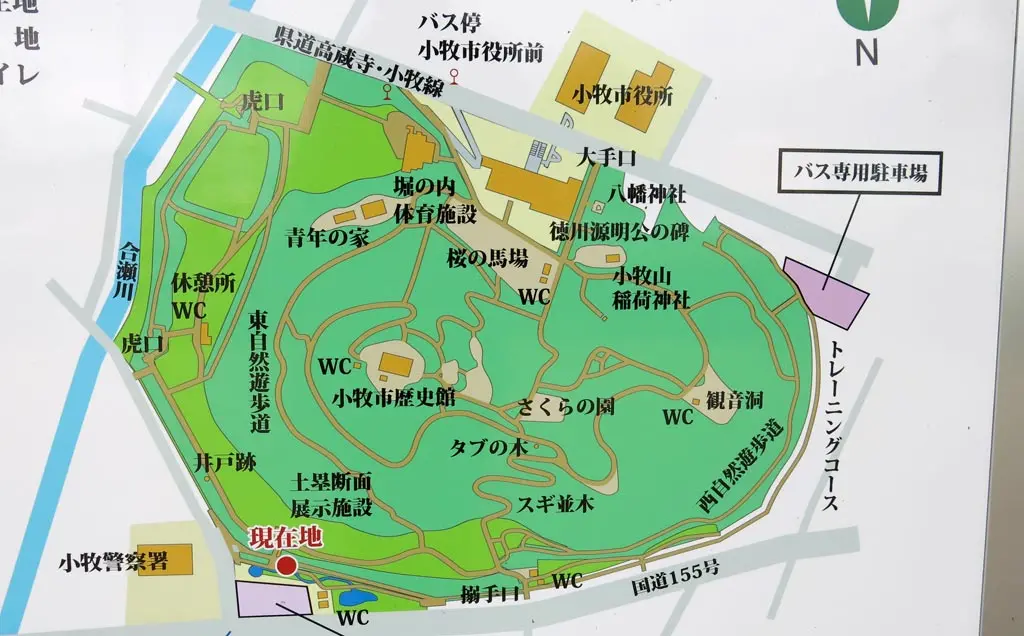 地
イレ
バス停
小牧市役所前
県道高蔵寺・小牧線
N
虎口
小牧市役所
大手口
バス専用駐車場
堀の内
体育施設
八幡神社
青年の家
徳川源明公の碑
桜の馬場
合瀬川
休憩所
WC
小牧山
稲荷神社
WC
東自然遊歩道
虎口
WC
小牧市歴史館
さくらの園
観音洞
WC
トレーニングコース
タブの木
西自然遊歩道
井戸跡
土塁断面
展示施設
スギ並木
現在地
小牧警察署
搦手口
WC
国道155号
WC